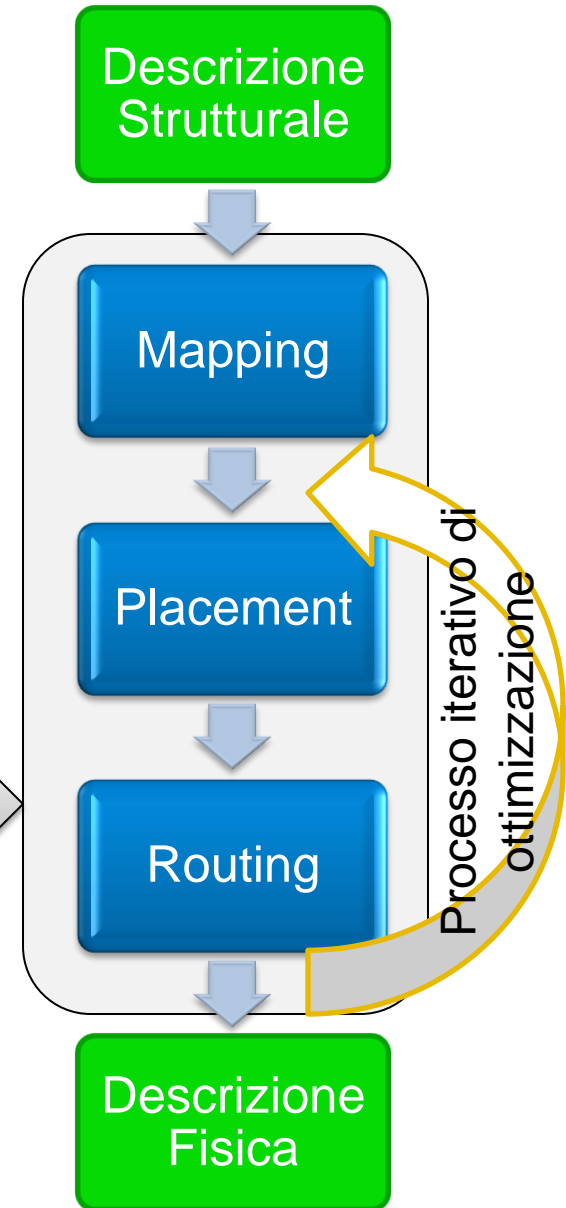 Descrizione
Strutturale
Mapping
Placement
Routing
Processo iterativo di
ottimizzazione
Descrizione
Fisica